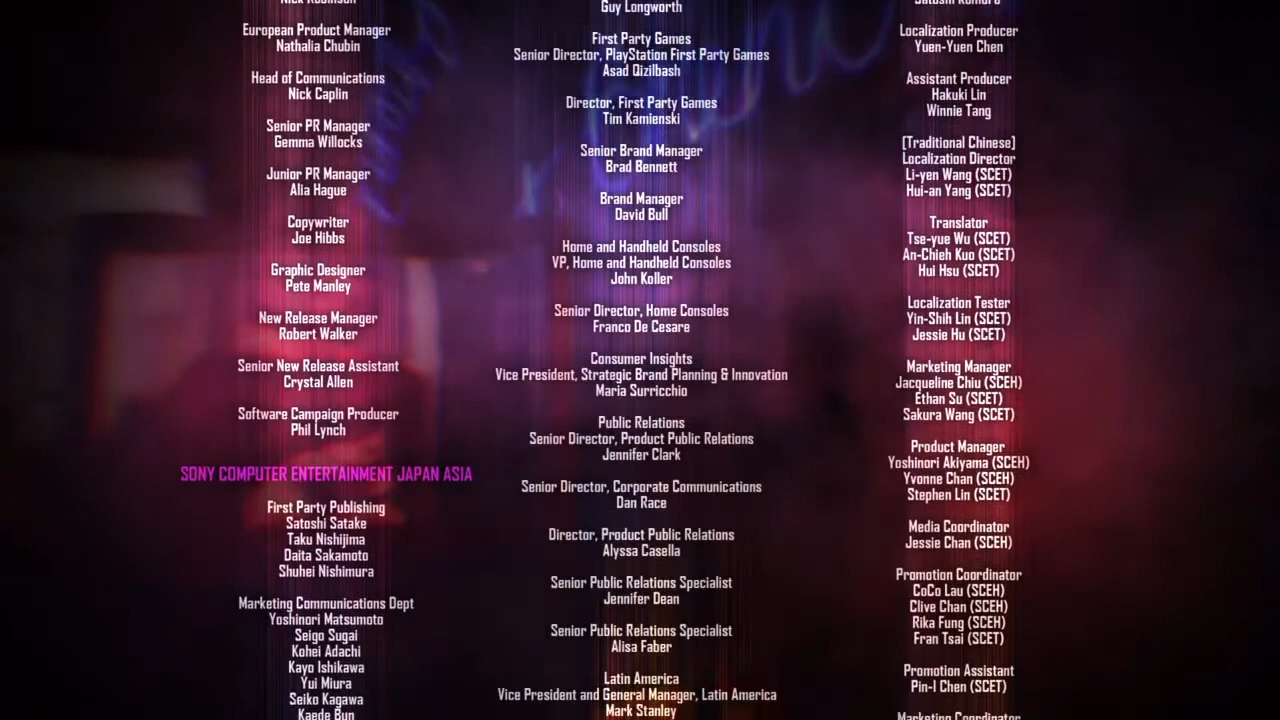 Nick Robinson
European Product Manager
Nathalia Chubin
Head of Communications
Nick Caplin
Senior PR Manager
Gemma Willocks
Junior PR Manager
Alia Hague
Copywriter
Joe Hibbs
Graphic Designer
Pete Manley
New Release Manager
Robert Walker
Senior New Release Assistant
Crystal Allen
Software Campaign Producer
Phil Lynch
SONY COMPUTER ENTERTAINMENT JAPAN ASIA
First Party Publishing
Satoshi Satake
Taku Nishijima
Daita Sakamoto
Shuhei Nishimura
Marketing Communications Dept
Yoshinori Matsumoto
Seigo Sugai
Kohei Adachi
Kayo Ishikawa
Yui Miura
Seiko Kagawa
Kaede Bun
Guy Longworth
First Party Games
Senior Director, PlayStation First Party Games
Asad Qizilbash
Director, First Party Games
Tim Kamienski
Senior Brand Manager
Brad Bennett
Brand Manager
David Bull
Home and Handheld Consoles
VP, Home and Handheld Consoles
John Koller
Senior Director, Home Consoles
Franco De Cesare
Consumer Insights
Vice President, Strategic Brand Planning & Innovation
Maria Surricchio
Public Relations
Senior Director, Product Public Relations
Jennifer Clark
Senior Director, Corporate Communications
Dan Race
Director, Product Public Relations
Alyssa Casella
Senior Public Relations Specialist
Jennifer Dean
Senior Public Relations Specialist
Alisa Faber
Latin America
Vice President and General Manager, Latin America
Mark Stanley
Localization Producer
Yuen-Yuen Chen
Assistant Producer
Hakuki Lin
Winnie Tang
[Traditional Chinese]
Localization Director
Li-yen Wang (SCET)
Hui-an Yang (SCET)
Translator
Tse-yue Wu (SCET)
An-Chieh Kuo (SCET)
Hui Hsu (SCET)
Localization Tester
Yin-Shih Lin (SCET)
Jessie Hu (SCET)
Marketing Manager
Jacqueline Chiu (SCEH)
Ethan Su (SCET)
Sakura Wang (SCET)
Product Manager
Yoshinori Akiyama (SCEH)
Yvonne Chan (SCEH)
Stephen Lin (SCET)
Media Coordinator
Jessie Chan (SCEH)
Promotion Coordinator
CoCo Lau (SCEH)
Clive Chan (SCEH)
Rika Fung (SCEH)
Fran Tsai (SCET)
Promotion Assistant
Pin-I Chen (SCET)
Marketing Coordinator